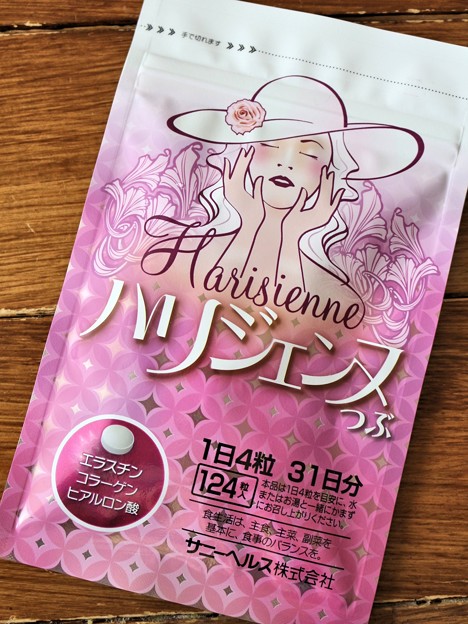 手で切れます
Harisienne
ハリジェンヌ
つぶ
エラスチン
コラーゲン
ヒアルロン酸
1日4粒 31日分
124粒入
本品は1日4粒を目安に、水
またはお湯と一緒にかまず
にお召し上がりください。
食生活は、主食、主菜、副菜を
基本に、食事のバランスを。
サニーヘルス株式会社